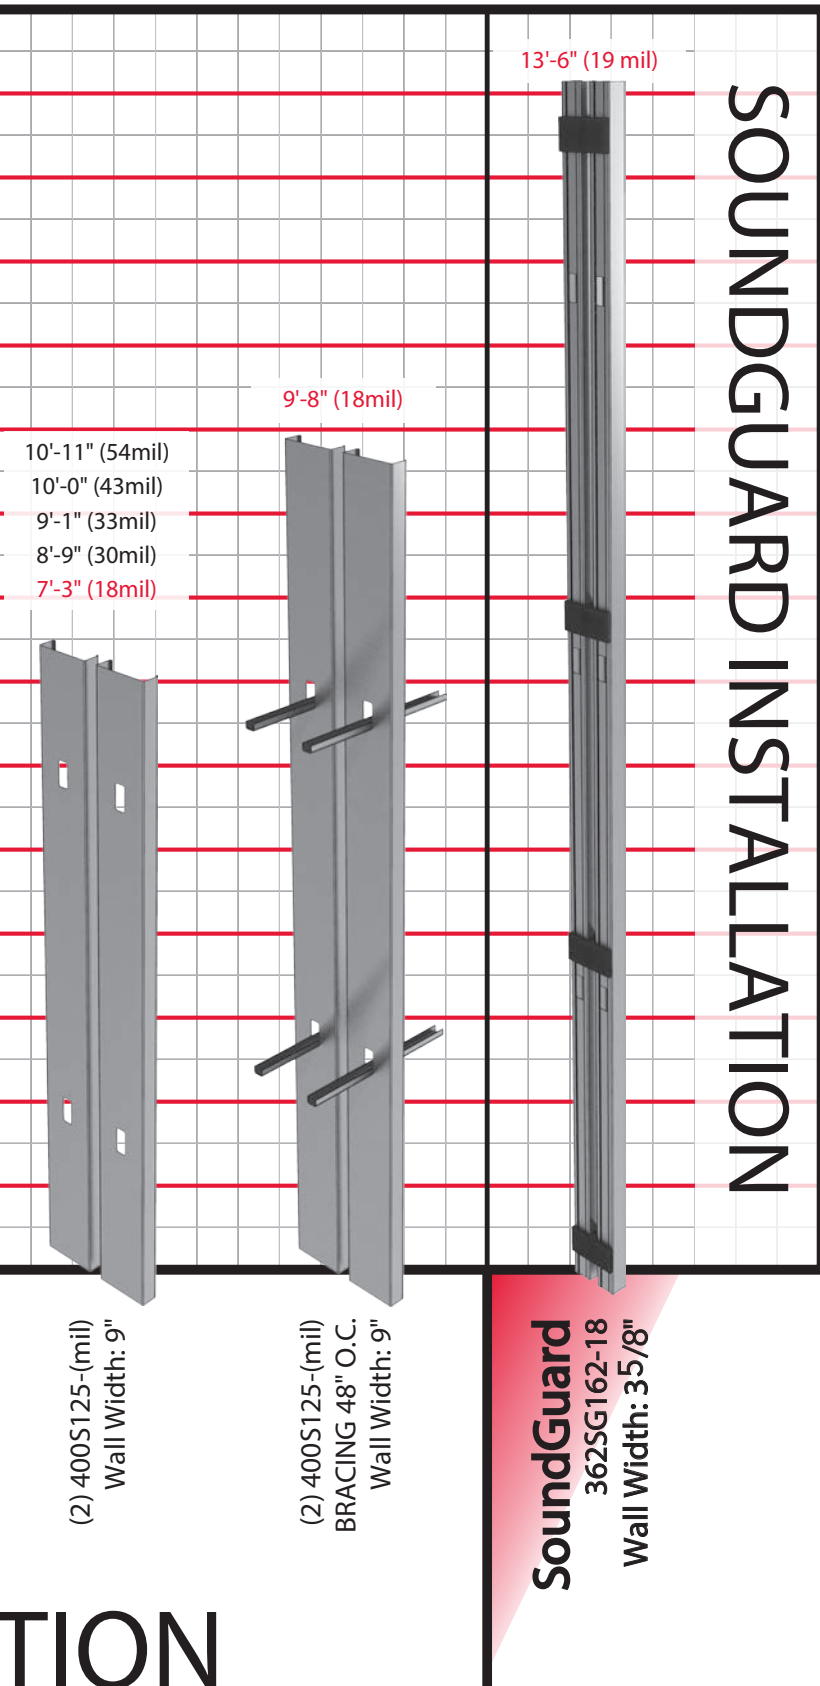 13'-6" (19 mil)
SOUNDGUARD INSTALLATION
9'-8" (18mil)
10'-11" (54mil)
10'-0" (43mil)
9'-1" (33mil)
8'-9" (30mil)
7'-3" (18mil)
(2) 400S125-(mil)
Wall Width: 9"
(2) 400S125-(mil)
BRACING 48" O.C.
Wall Width: 9"
SoundGuard
362SG162-18
Wall Width: 35/8"
TION